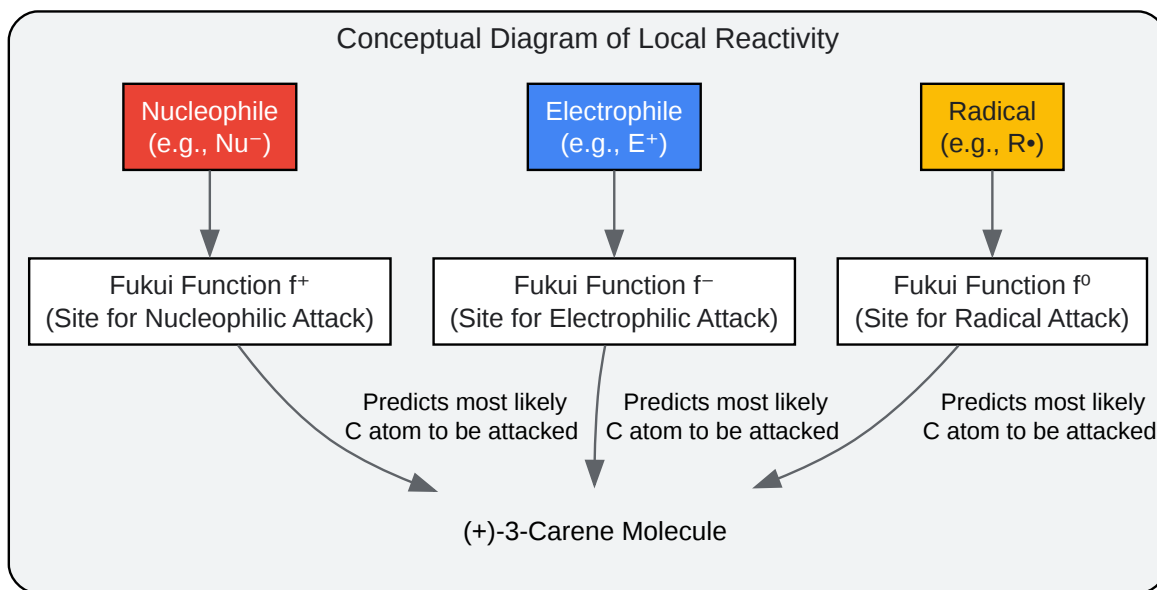 Conceptual Diagram of Local Reactivity
Nucleophile
(e.g., Nu⁻)
Electrophile
(e.g., E⁺)
Radical
(e.g., R•)
Fukui Function f⁺
(Site for Nucleophilic Attack)
Fukui Function f⁻
(Site for Electrophilic Attack)
Fukui Function f⁰
(Site for Radical Attack)
Predicts most likely
C atom to be attacked
Predicts most likely
C atom to be attacked
Predicts most likely
C atom to be attacked
(+)-3-Carene Molecule